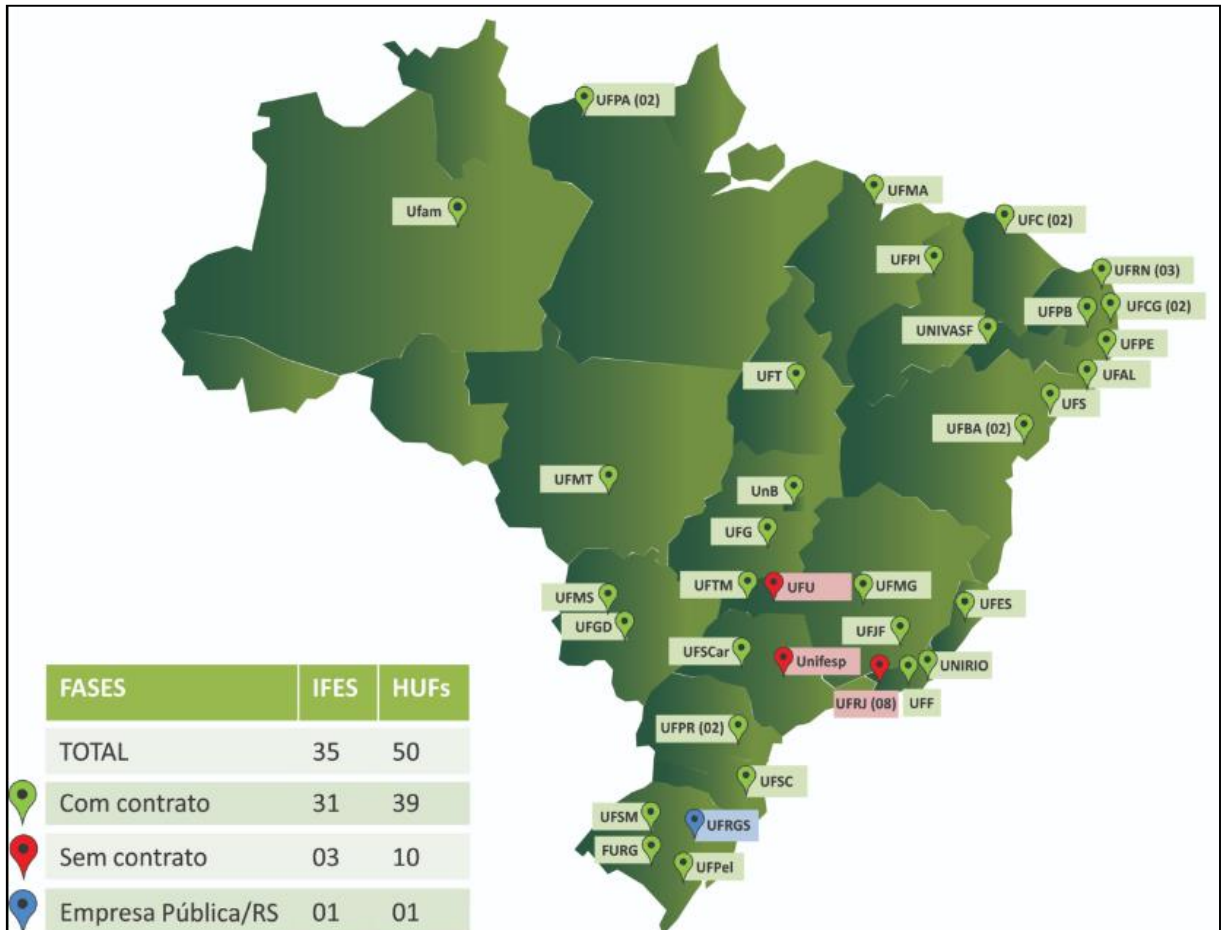 UFPA (02)
UFMA
Ufam
UFC (02)
UFPI
UFRN (03)
UFPB
UFCG (02)
UNIVASF
UFPE
UFT
UFAL
UFS
UFBA (02)
UFMT
UnB
UFG
UFTM
UFU
UFMG
UFMS
UFES
UFGD
UFJF
UFSCar
Unifesp
UNIRIO
UFRJ (08)
UFF
UFPR (02)
UFSC
UFSM
UFRGS
FURG
UFPel
FASES IFES HUFs
TOTAL 35 50
Com contrato 31 39
Sem contrato 03 10
Empresa Pública/RS 01 01